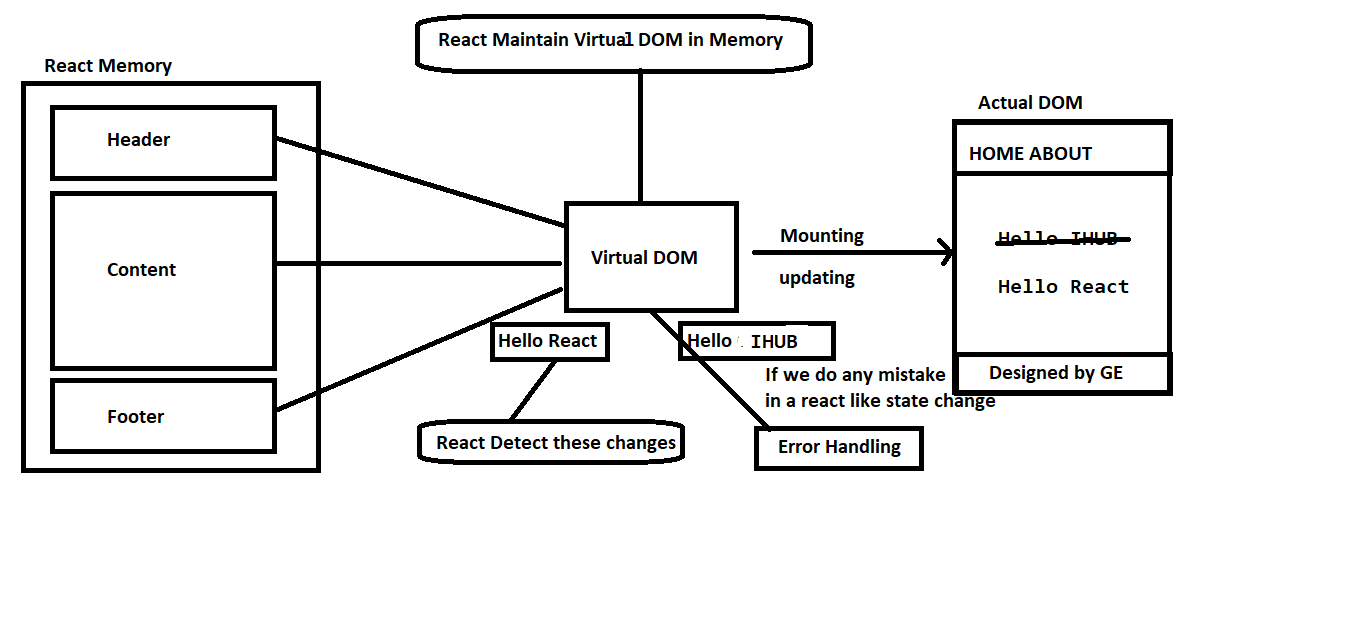 React Maintain Virtual DOM in Memory
React Memory
Header
Content
Footer
Virtual DOM
Mounting
updating
Actual DOM
HOME ABOUT
Hello IHUB
Hello React
Designed by GE
Hello React
Hello IHUB
If we do any mistake
in a react like state change
React Detect these changes
Error Handling